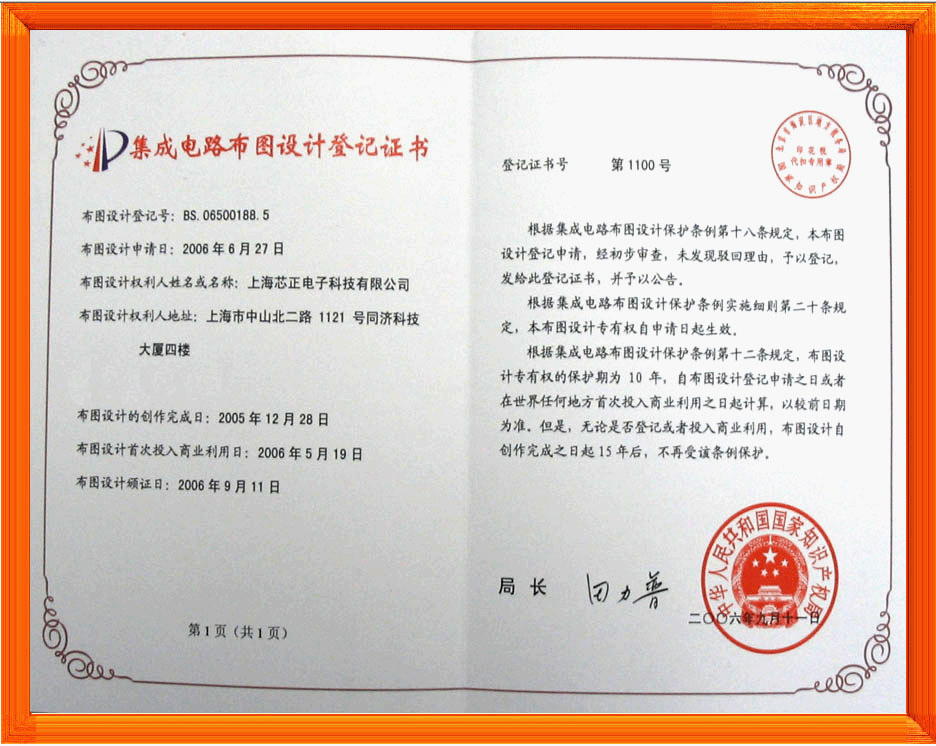 集成电路布图设计登记证书
布图设计登记号：BS.06500188.5
布图设计申请日：2006 年 6 月 27 日
布图设计权利人姓名或名称：上海芯正电子科技有限公司
布图设计权利人地址：上海市中山北二路 1121 号同济科技
大厦四楼
布图设计的创作完成日：2005 年 12 月 28 日
布图设计首次投入商业利用日：2006 年 5 月 19 日
布图设计颁证日：2006 年 9 月 11 日
第 1 页（共 1 页）
登记证书号 第 1100 号
印花税
代扣专用章
国家知识产权局
根据集成电路布图设计保护条例第十八条规定，本布图
设计登记申请，经初步审查，未发现驳回理由，予以登记，
发给此登记证书，并予以公告。
根据集成电路布图设计保护条例实施细则第二十条规
定，本布图设计专有权自申请日起生效。
根据集成电路布图设计保护条例第十二条规定，布图设
计专有权的保护期为 10 年，自布图设计登记申请之日或者
在世界任何地方首次投入商业利用之日起计算，以较前日期
为准。但是，无论是否登记或者投入商业利用，布图设计自
创作完成之日起 15 年后，不再受该条例保护。
局 长 田力普
中华人民共和国国家知识产权局
二〇〇六年九月十一日